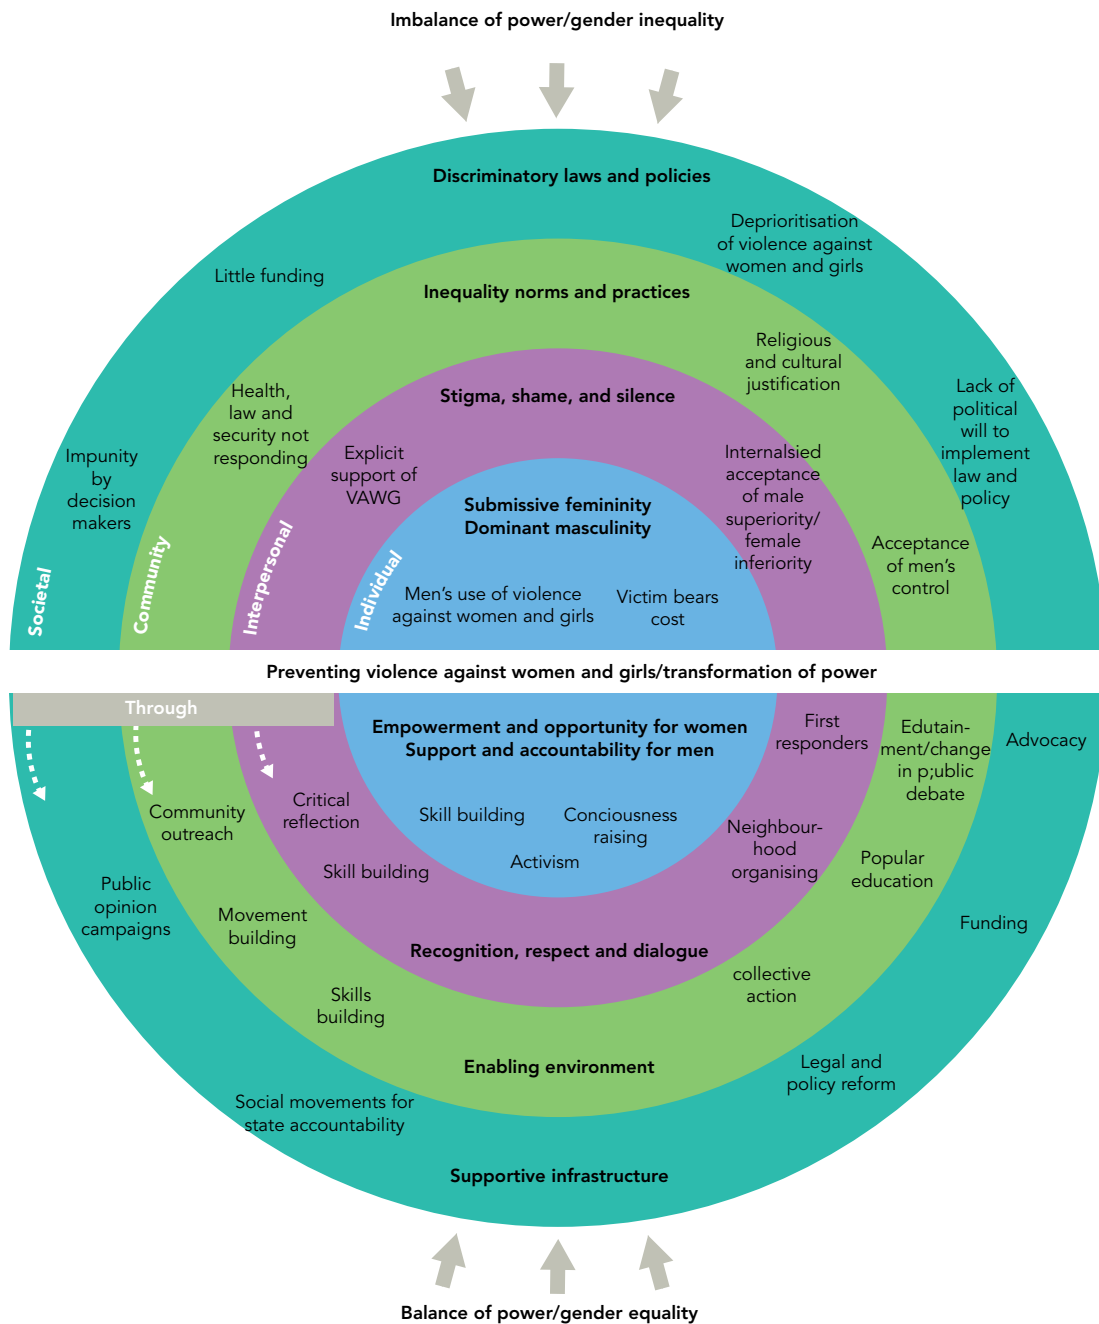 Imbalance of power/gender inequality
Discriminatory laws and policies
Deprioritisation
of violence against
women and girls
Little funding
Inequality norms and practices
Religious
and cultural
justification
Health,
law and
security not
responding
Lack of
political
will to
implement
law and
policy
Stigma, shame, and silence
Impunity
by
decision
makers
Explicit
support of
VAWG
Internalsied
acceptance
of male
superiority/
female
inferiority
Submissive femininity
Dominant masculinity
Acceptance
of men's
control
Societal
Community
Interpersonal
Individual
Men's use of violence
against women and girls
Victim bears
cost
Preventing violence against women and girls/transformation of power
Through
Empowerment and opportunity for women
Support and accountability for men
First
responders
Edutain-
ment/change
in p;ublic
debate
Advocacy
Community
outreach
Critical
reflection
Skill building
Conciousness
raising
Activism
Neighbour-
hood
organising
Popular
education
Skill building
Public
opinion
campaigns
Movement
building
Funding
Recognition, respect and dialogue
collective
action
Skills
building
Enabling environment
Legal and
policy reform
Social movements for
state accountability
Supportive infrastructure
Balance of power/gender equality